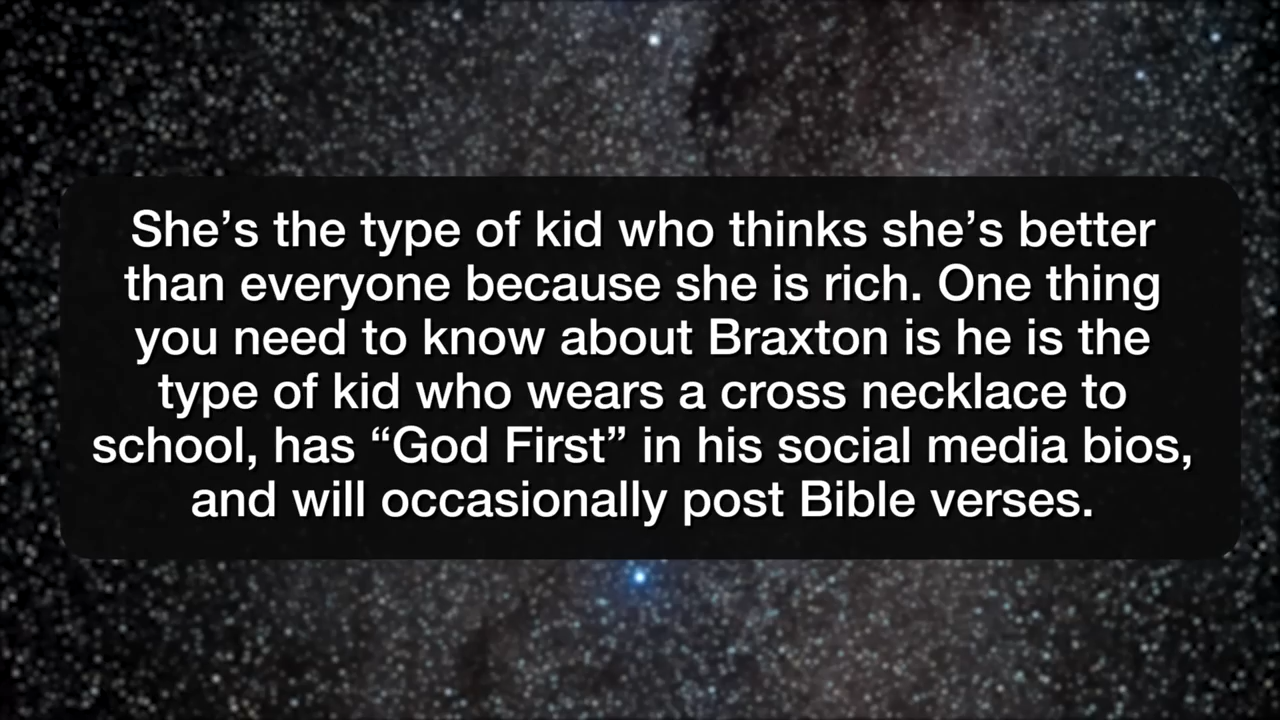 She’s the type of kid who thinks she’s better
than everyone because she is rich. One thing
you need to know about Braxton is he is the
type of kid who wears a cross necklace to
school, has “God First” in his social media bios,
and will occasionally post Bible verses.